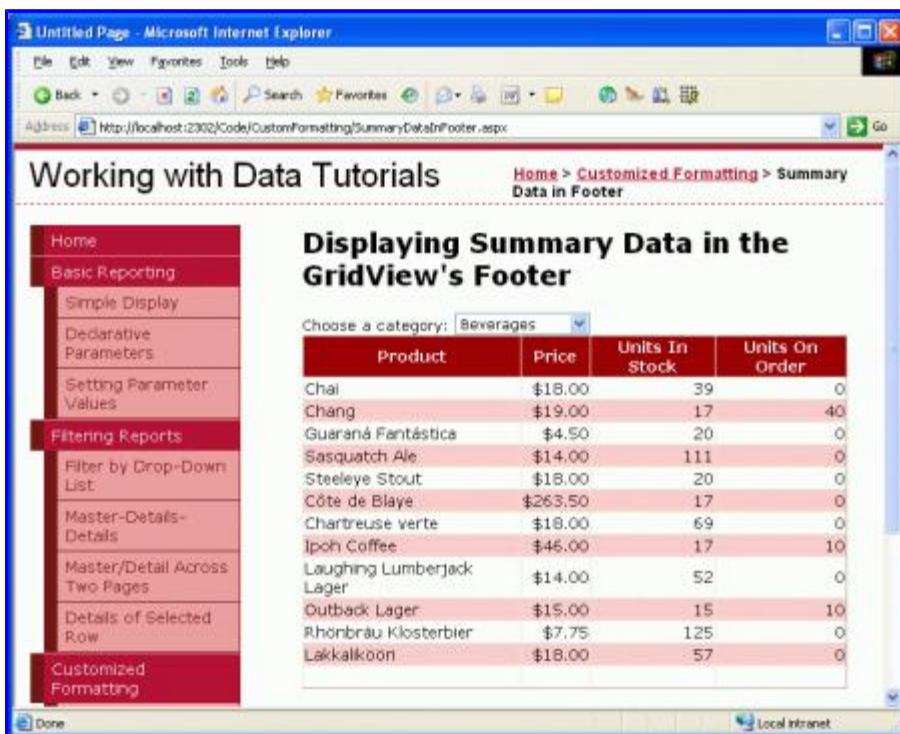 Untitled Page - Microsoft Internet Explorer
File Edit View Favorites Tools Help
Back Search Favorites
Address http://localhost:2302/Code/CustomFormatting/SummaryDataInFooter.aspx Go
Working with Data Tutorials
Home > Customized Formatting > Summary
Data in Footer
Home
Basic Reporting
Simple Display
Declarative
Parameters
Setting Parameter
Values
Filtering Reports
Filter by Drop-Down
List
Master-Details-
Details
Master/Detail Across
Two Pages
Details of Selected
Row
Customized
Formatting
Displaying Summary Data in the
GridView's Footer
Choose a category: Beverages
Product Price Units In Stock Units On Order
Chai $18.00 39 0
Chang $19.00 17 40
Guaraná Fantástica $4.50 20 0
Sasquatch Ale $14.00 111 0
Steeleye Stout $18.00 20 0
Côte de Blaye $263.50 17 0
Chartreuse verte $18.00 69 0
Ipoh Coffee $46.00 17 10
Laughing Lumberjack
Lager $14.00 52 0
Outback Lager $15.00 15 10
Rhönbräu Klosterbier $7.75 125 0
Lakkalikööri $18.00 57 0
Done Local intranet